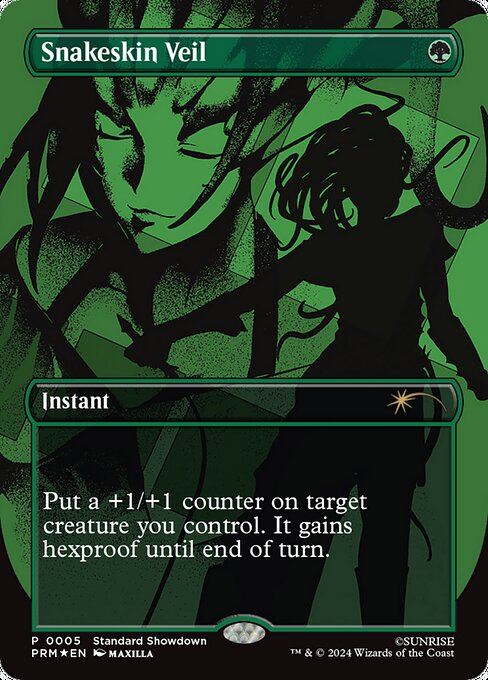 Snakeskin Veil
Instant
Put a +1/+1 counter on target
creature you control. It gains
hexproof until end of turn.
P 0005 Standard Showdown
PRM★EN MAXILLA
©SUNRISE
™ & © 2024 Wizards of the Coast